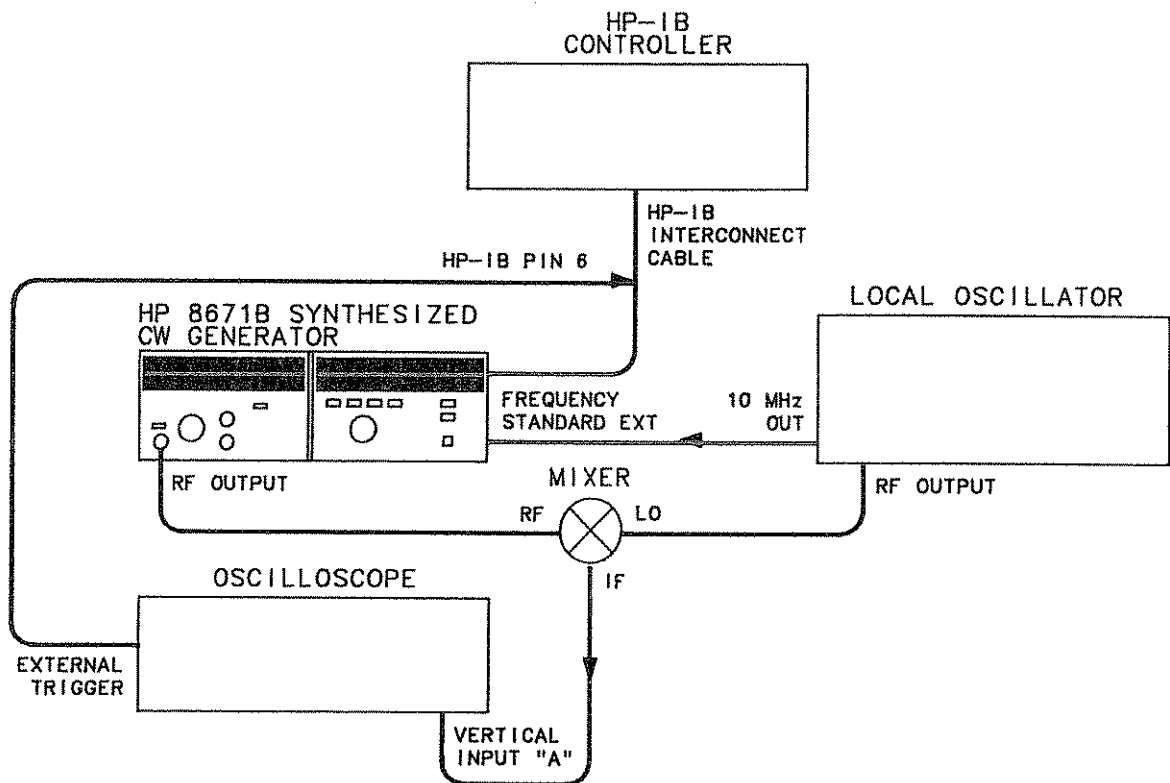 HP-IB
CONTROLLER
HP-IB
INTERCONNECT
CABLE
HP-IB PIN 6
HP 8671B SYNTHESIZED
CW GENERATOR
LOCAL OSCILLATOR
FREQUENCY
STANDARD EXT
10 MHz
OUT
RF OUTPUT
MIXER
RF OUTPUT
RF
LO
IF
OSCILLOSCOPE
EXTERNAL
TRIGGER
VERTICAL
INPUT "A"